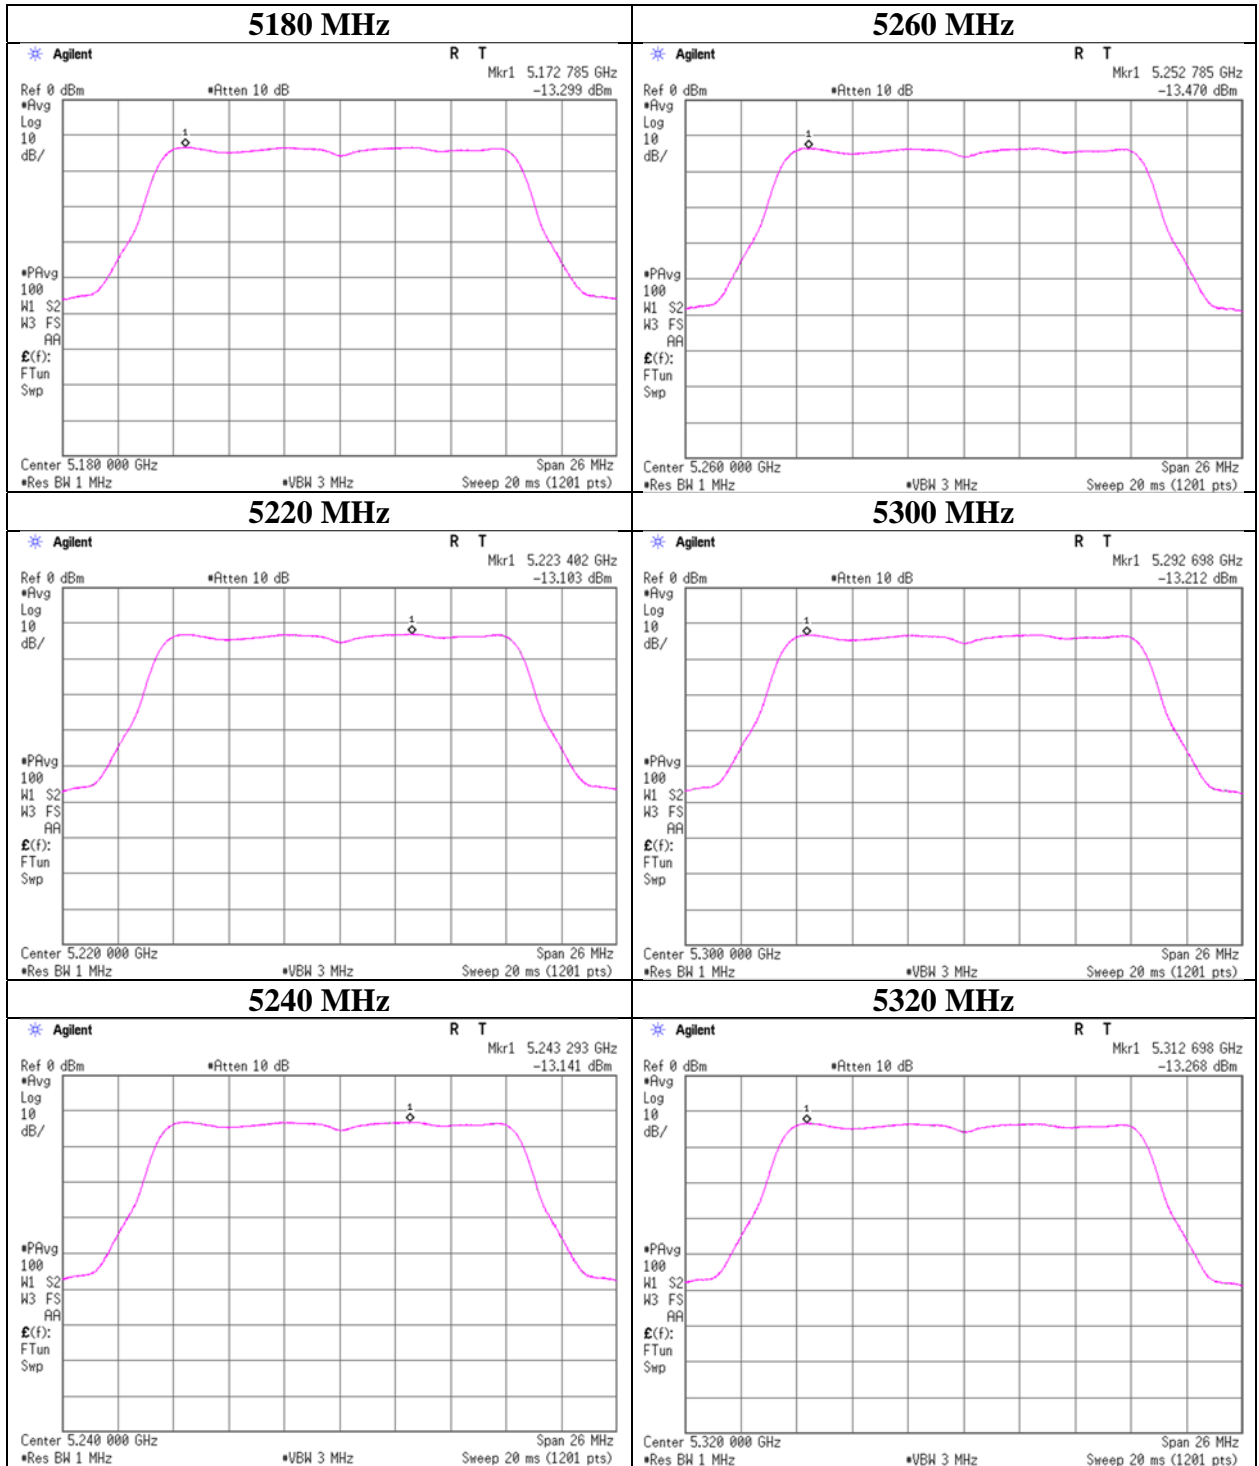 5180 MHz
Agilent R T
Mkr1 5.172 785 GHz
Ref 0 dBm #Atten 10 dB -13.299 dBm
#Avg
Log
10
dB/
1
#PAvg
100
W1 S2
W3 FS
AA
£(f):
FTun
Swp
Center 5.180 000 GHz Span 26 MHz
#Res BW 1 MHz #VBW 3 MHz Sweep 20 ms (1201 pts)
5260 MHz
Agilent R T
Mkr1 5.252 785 GHz
Ref 0 dBm #Atten 10 dB -13.470 dBm
#Avg
Log
10
dB/
1
#PAvg
100
W1 S2
W3 FS
AA
£(f):
FTun
Swp
Center 5.260 000 GHz Span 26 MHz
#Res BW 1 MHz #VBW 3 MHz Sweep 20 ms (1201 pts)
5220 MHz
Agilent R T
Mkr1 5.223 402 GHz
Ref 0 dBm #Atten 10 dB -13.103 dBm
#Avg
Log
10
dB/
1
#PAvg
100
W1 S2
W3 FS
AA
£(f):
FTun
Swp
Center 5.220 000 GHz Span 26 MHz
#Res BW 1 MHz #VBW 3 MHz Sweep 20 ms (1201 pts)
5300 MHz
Agilent R T
Mkr1 5.292 698 GHz
Ref 0 dBm #Atten 10 dB -13.212 dBm
#Avg
Log
10
dB/
1
#PAvg
100
W1 S2
W3 FS
AA
£(f):
FTun
Swp
Center 5.300 000 GHz Span 26 MHz
#Res BW 1 MHz #VBW 3 MHz Sweep 20 ms (1201 pts)
5240 MHz
Agilent R T
Mkr1 5.243 293 GHz
Ref 0 dBm #Atten 10 dB -13.141 dBm
#Avg
Log
10
dB/
1
#PAvg
100
W1 S2
W3 FS
AA
£(f):
FTun
Swp
Center 5.240 000 GHz Span 26 MHz
#Res BW 1 MHz #VBW 3 MHz Sweep 20 ms (1201 pts)
5320 MHz
Agilent R T
Mkr1 5.312 698 GHz
Ref 0 dBm #Atten 10 dB -13.268 dBm
#Avg
Log
10
dB/
1
#PAvg
100
W1 S2
W3 FS
AA
£(f):
FTun
Swp
Center 5.320 000 GHz Span 26 MHz
#Res BW 1 MHz #VBW 3 MHz Sweep 20 ms (1201 pts)